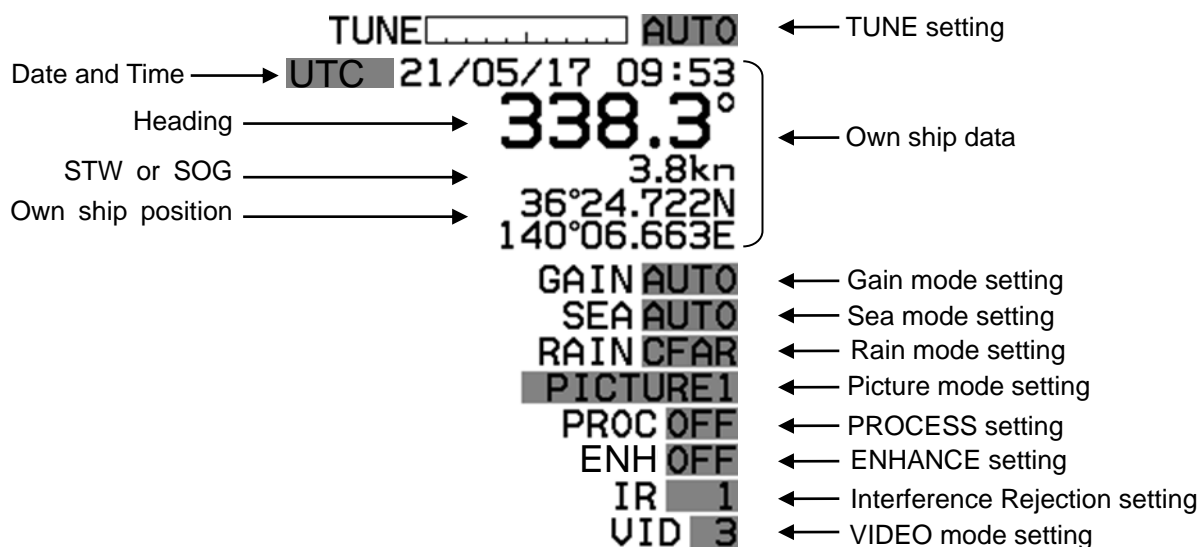 TUNE AUTO TUNE setting
Date and Time UTC 21/05/17 09:53
Heading 338.3°
Own ship data
STW or SOG 3.8kn
Own ship position 36°24.722N
140°06.663E
GAIN AUTO Gain mode setting
SEA AUTO Sea mode setting
RAIN CFAR Rain mode setting
PICTURE1 Picture mode setting
PROC OFF PROCESS setting
ENH OFF ENHANCE setting
IR 1 Interference Rejection setting
VID 3 VIDEO mode setting